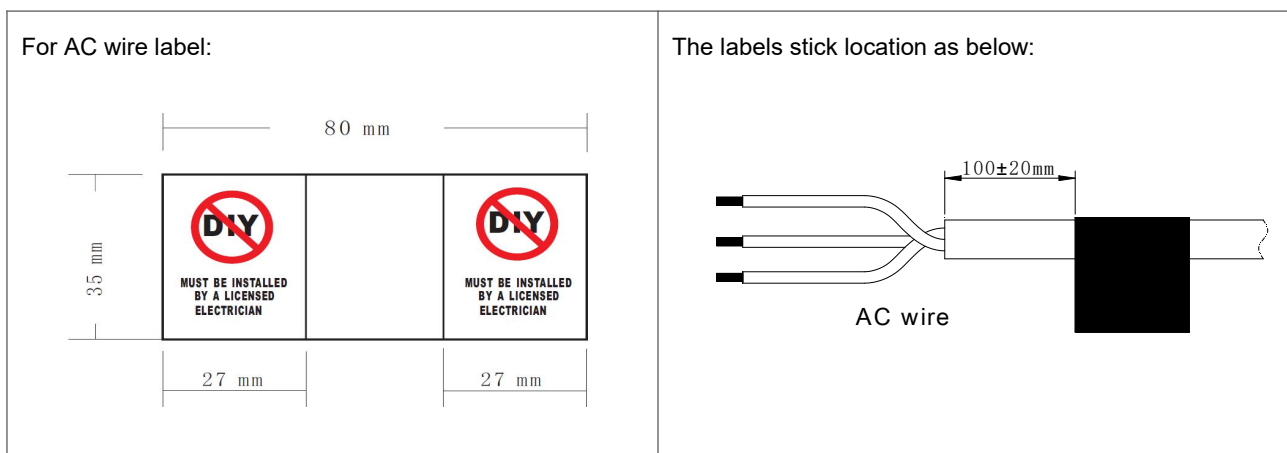 For AC wire label:
80 mm
35 mm
DIY
MUST BE INSTALLED
BY A LICENSED
ELECTRICIAN
DIY
MUST BE INSTALLED
BY A LICENSED
ELECTRICIAN
27 mm
27 mm
The labels stick location as below:
100±20mm
AC wire